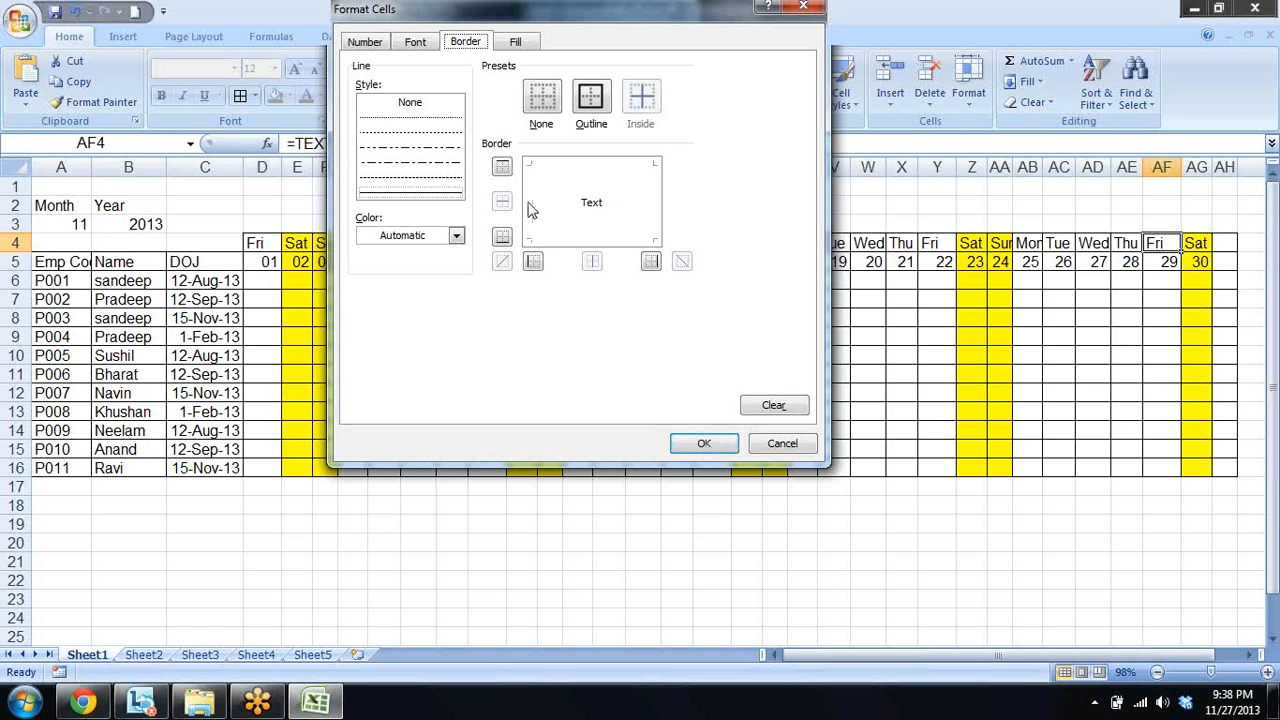 Format Cells
Home Insert Page Layout Formulas
Number Font Border Fill
Paste Cut Copy Format Painter
Clipboard
12
Font
Line
Style:
None
Color:
Automatic
Presets
None Outline Inside
Border
Text
Clear
OK Cancel
Insert Delete Format
Cells
AutoSum
Fill
Clear
Sort & Filter
Find & Select
Editing
AF4 =TEXT
A B C D E W X Y Z AA AB AC AD AE AF AG AH
1
2 Month Year
3 11 2013
4 Fri Sat Wed Thu Fri Sat Sun Mon Tue Wed Thu Fri Sat
5 Emp Co Name DOJ 01 02 19 20 21 22 23 24 25 26 27 28 29 30
6 P001 sandeep 12-Aug-13
7 P002 Pradeep 12-Sep-13
8 P003 sandeep 15-Nov-13
9 P004 Pradeep 1-Feb-13
10 P005 Sushil 12-Aug-13
11 P006 Bharat 12-Sep-13
12 P007 Navin 15-Nov-13
13 P008 Khushan 1-Feb-13
14 P009 Neelam 12-Aug-13
15 P010 Anand 12-Sep-13
16 P011 Ravi 15-Nov-13
17
18
19
20
21
22
23
24
25
Sheet1 Sheet2 Sheet3 Sheet4 Sheet5
Ready 98%
9:38 PM
11/27/2013